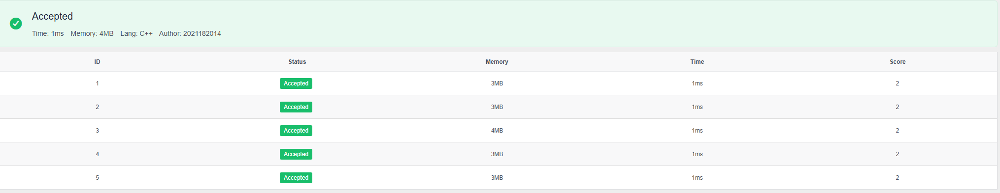 Accepted
Time: 1ms Memory: 4MB Lang: C++ Author: 2021182014
ID Status Memory Time Score
1 Accepted 3MB 1ms 2
2 Accepted 3MB 1ms 2
3 Accepted 4MB 1ms 2
4 Accepted 3MB 1ms 2
5 Accepted 3MB 1ms 2